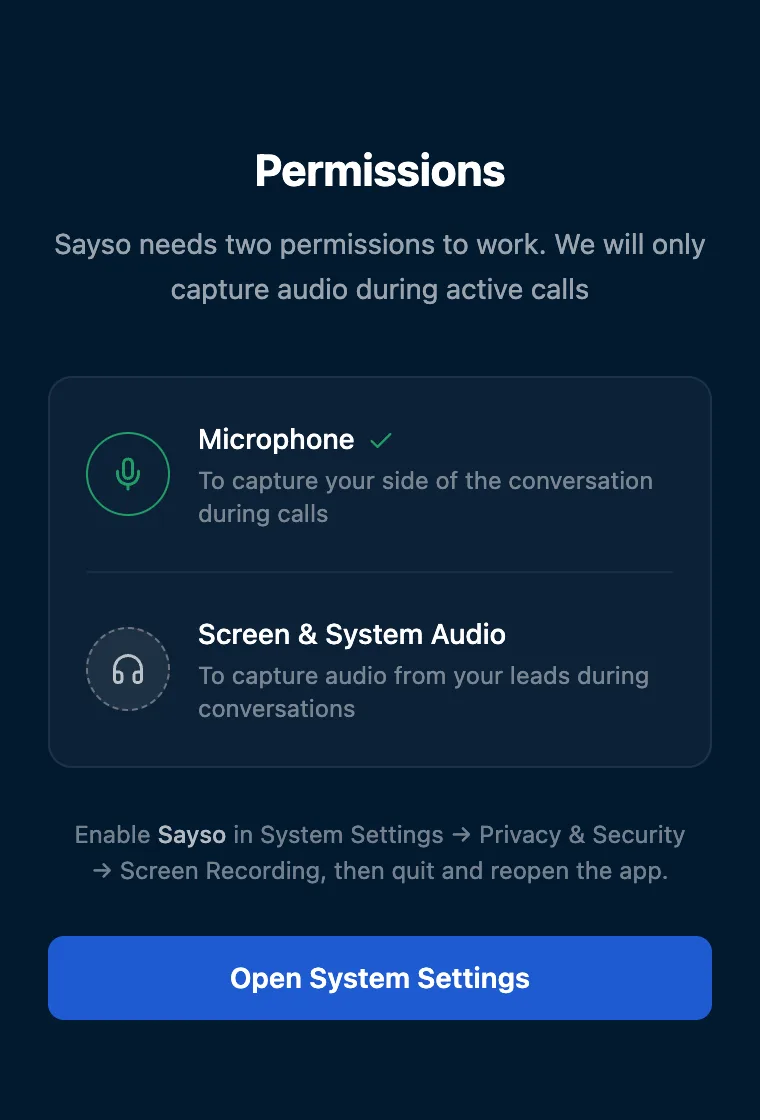 Permissions
Sayso needs two permissions to work. We will only
capture audio during active calls
Microphone ✓
To capture your side of the conversation
during calls
Screen & System Audio
To capture audio from your leads during
conversations
Enable Sayso in System Settings → Privacy & Security
→ Screen Recording, then quit and reopen the app.
Open System Settings